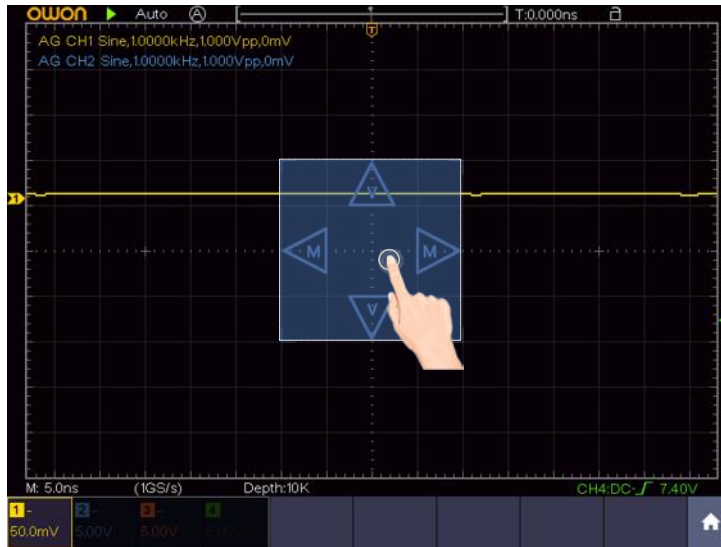 OWON Auto A T:0.000ns
T
AG CH1 Sine,1.0000kHz,1.000Vpp,0mV
AG CH2 Sine,1.0000kHz,1.000Vpp,0mV
A
1
M M
A
M: 5.0ns (1GS/s) Depth:10K CH4:DC- 7.40V
1 - 2 - 3 - 4 -
50.0mV 5.00V 5.00V